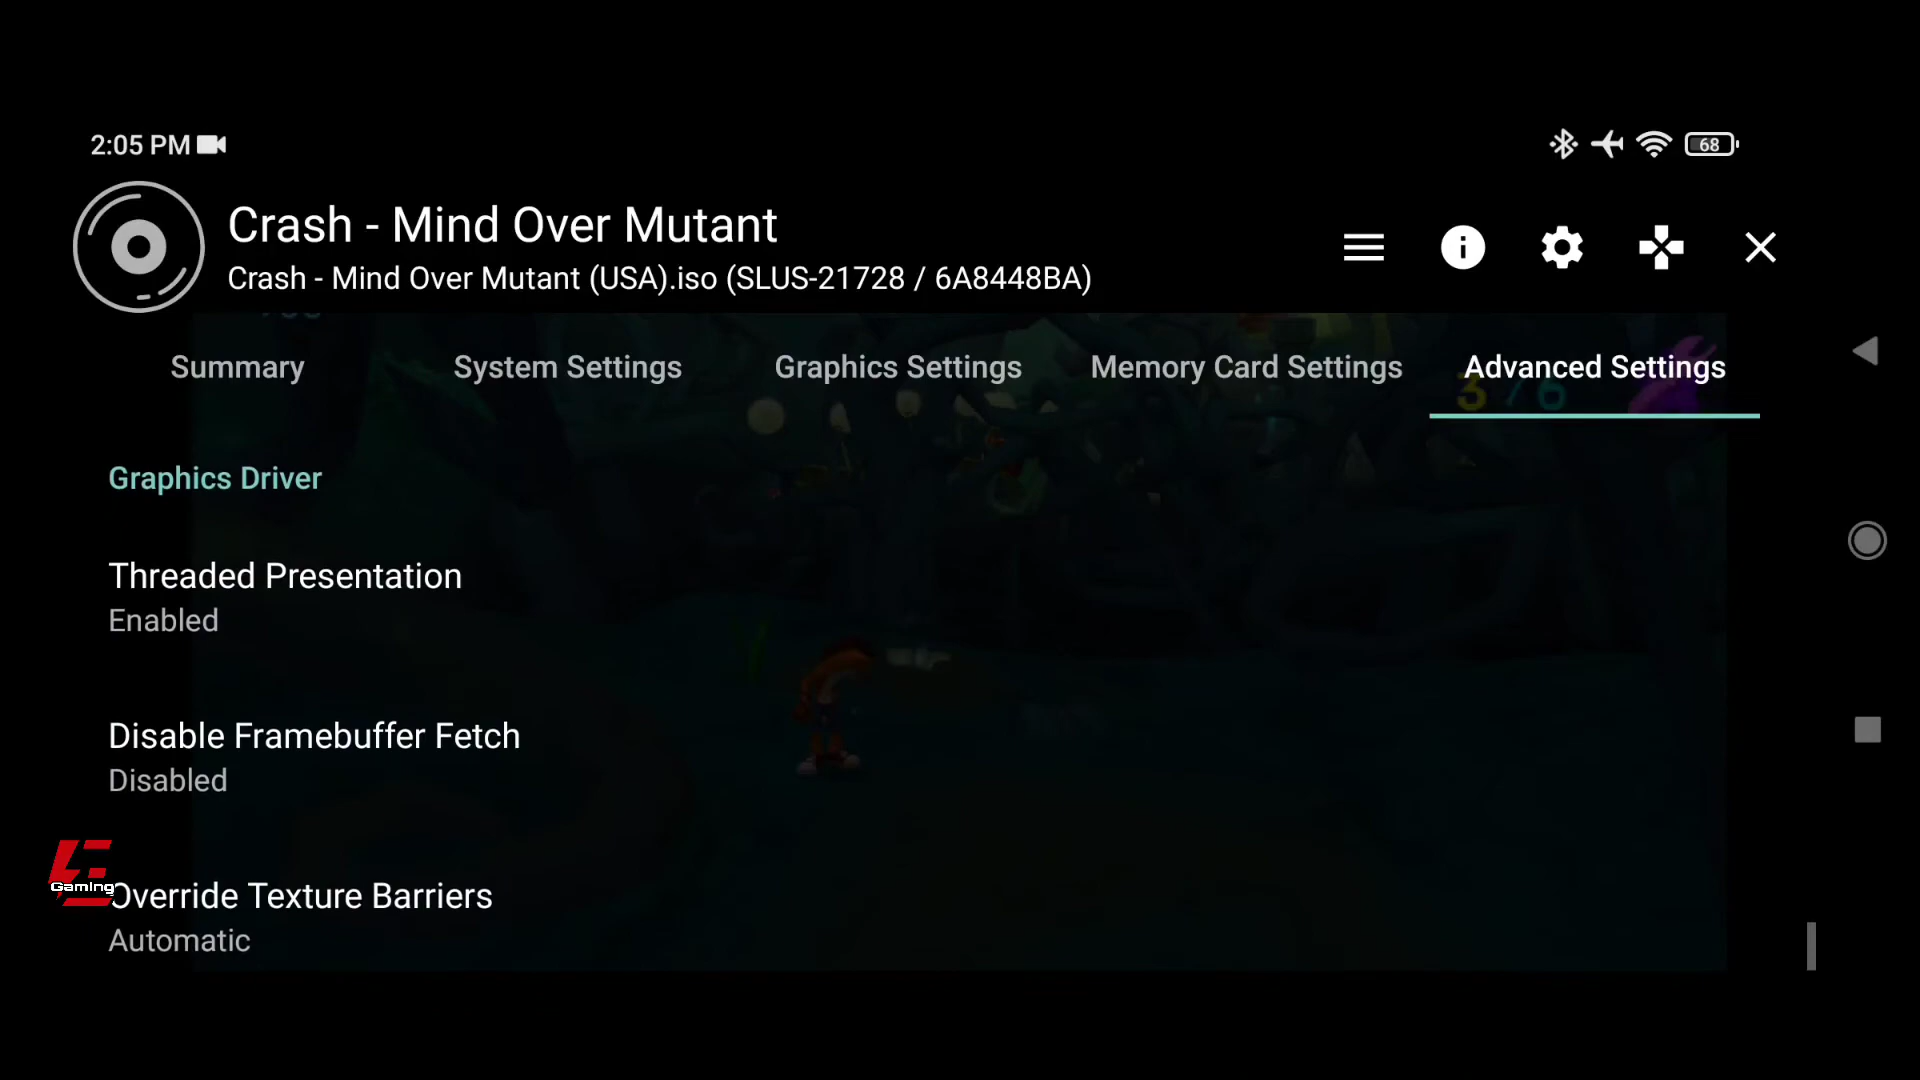 2:05 PM
68
Crash - Mind Over Mutant
Crash - Mind Over Mutant (USA).iso (SLUS-21728 / 6A8448BA)
Summary
System Settings
Graphics Settings
Memory Card Settings
Advanced Settings
3 / 6
Graphics Driver
Threaded Presentation
Enabled
Disable Framebuffer Fetch
Disabled
Gaming
Override Texture Barriers
Automatic